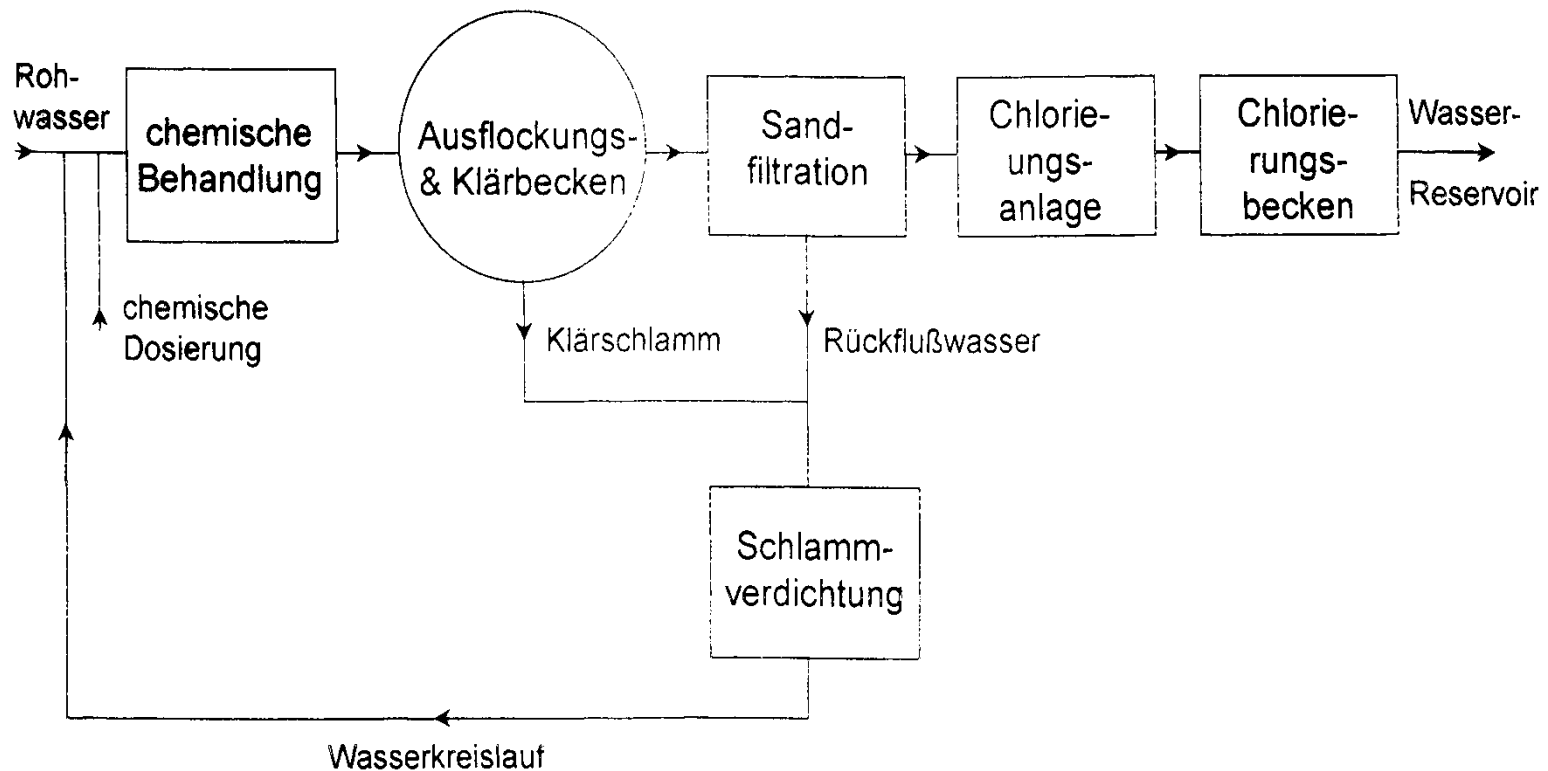 Roh-
wasser
chemische
Behandlung
Ausflockungs-
& Klärbecken
Sand-
filtration
Chlorie-
ungs-
anlage
Chlorie-
rungs-
becken
Wasser-
Reservoir
chemische
Dosierung
Klärschlamm
Rückflußwasser
Schlamm-
verdichtung
Wasserkreislauf